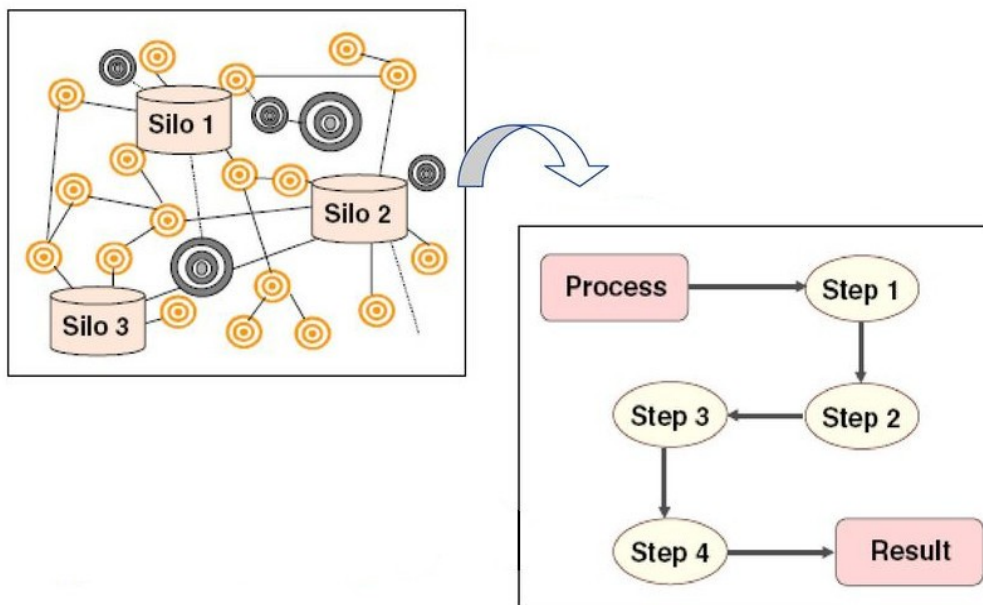 Silo 1
Silo 2
Silo 3
Process
Step 1
Step 2
Step 3
Step 4
Result